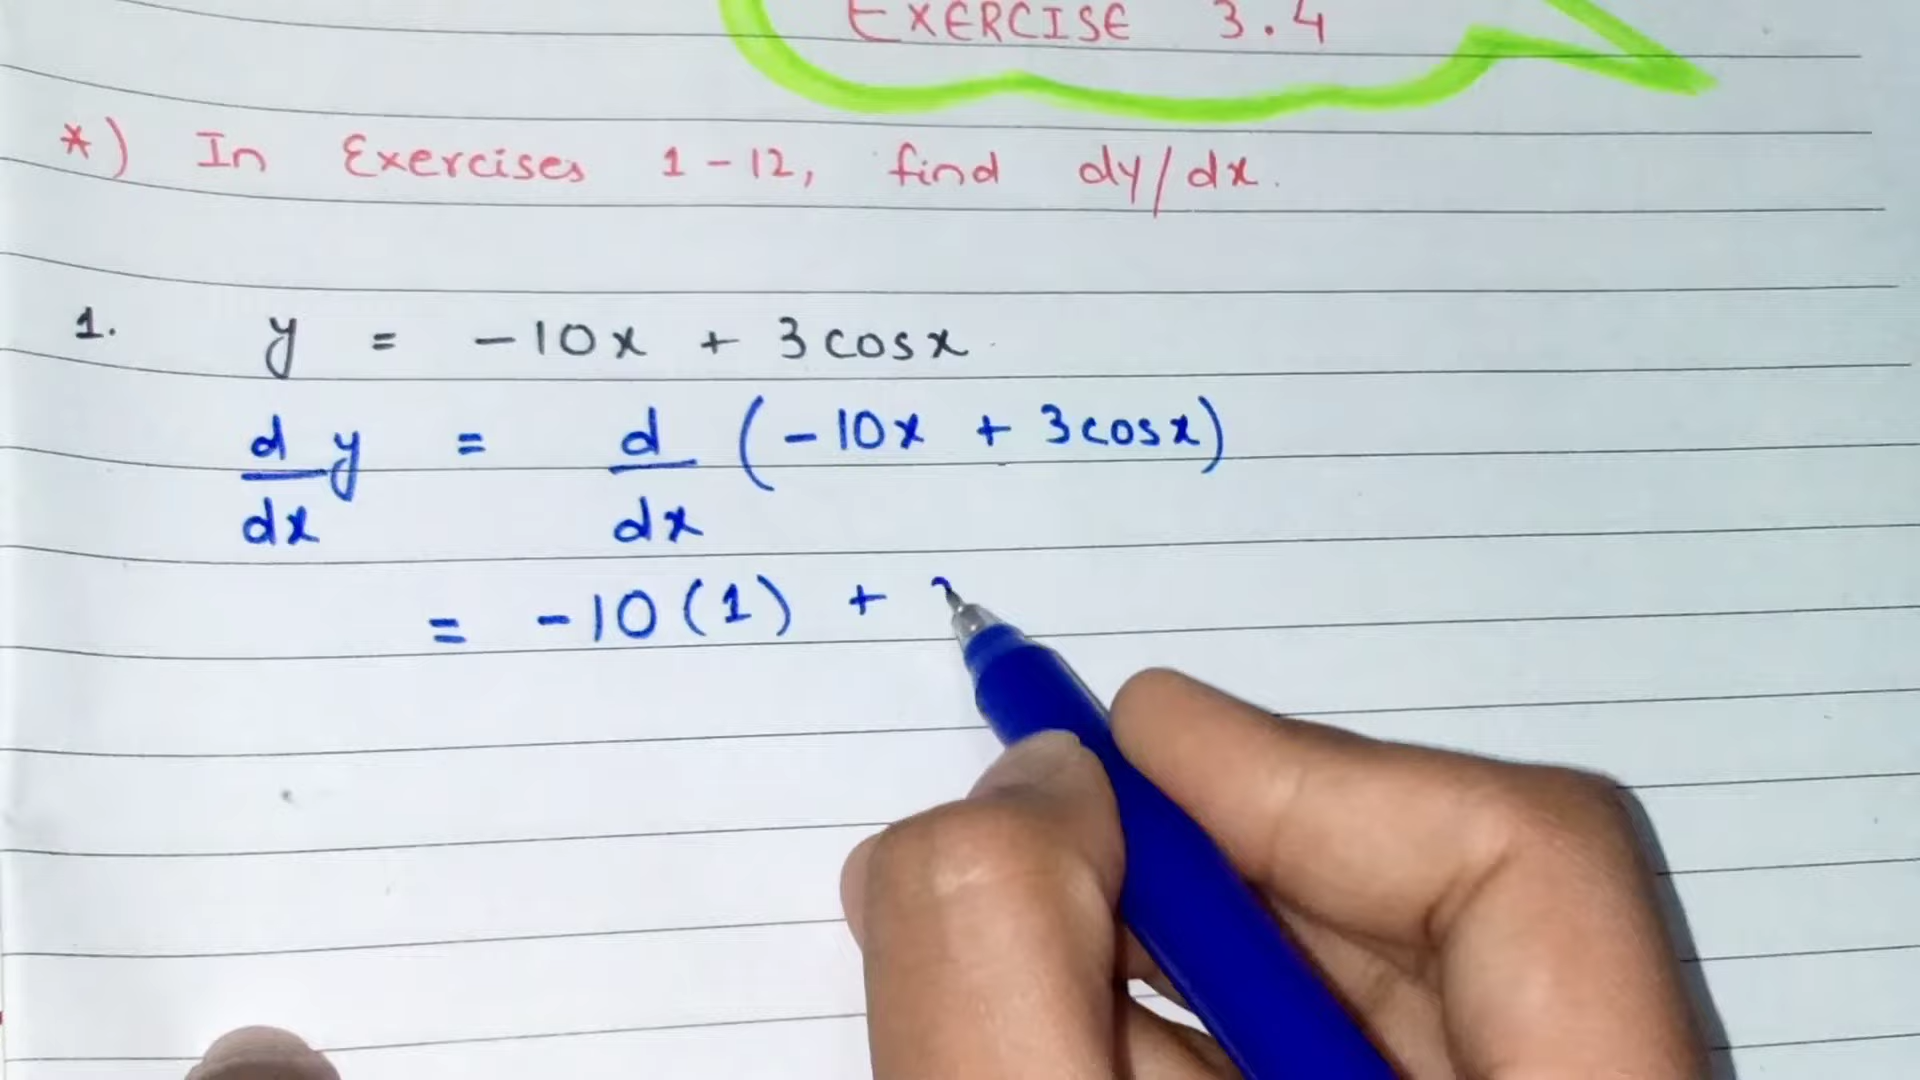 EXERCISE 3.4
*) In Exercises 1-12, find dy/dx.
1. y = -10x + 3cosx
d/dx y = d/dx (-10x + 3cosx)
= -10(1) +